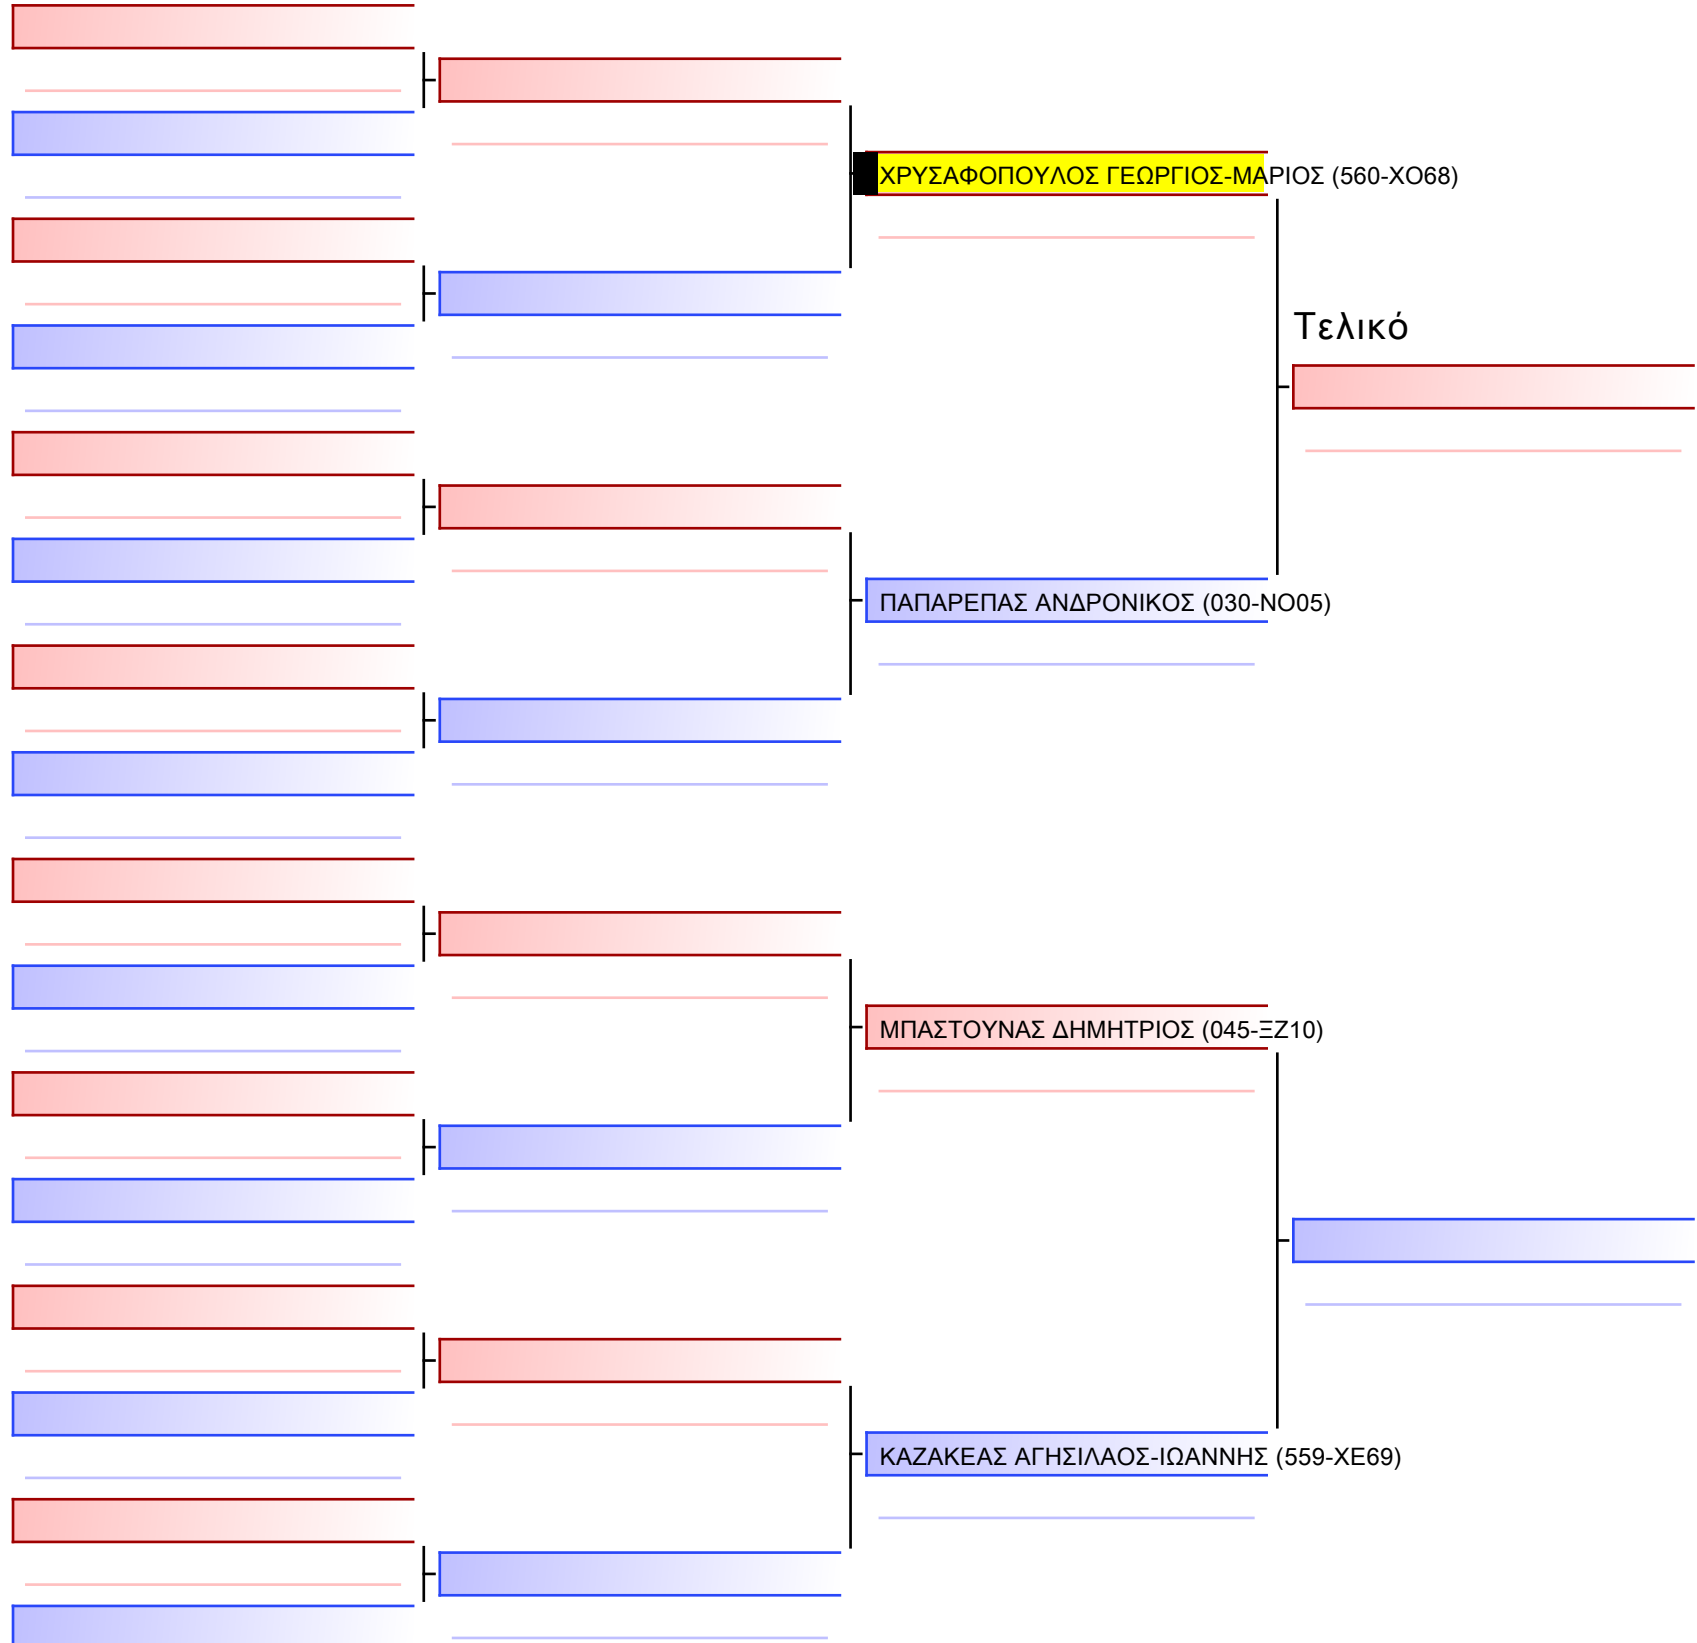 ΧΡΥΣΑΦΟΠΟΥΛΟΣ ΓΕΩΡΓΙΟΣ-ΜΑΡΙΟΣ (560-ΧΟ68)
Τελικό
ΠΑΠΑΡΕΠΑΣ ΑΝΔΡΟΝΙΚΟΣ (030-ΝΟ05)
ΜΠΑΣΤΟΥΝΑΣ ΔΗΜΗΤΡΙΟΣ (045-ΞΖ10)
ΚΑΖΑΚΕΑΣ ΑΓΗΣΙΛΑΟΣ-ΙΩΑΝΝΗΣ (559-ΧΕ69)